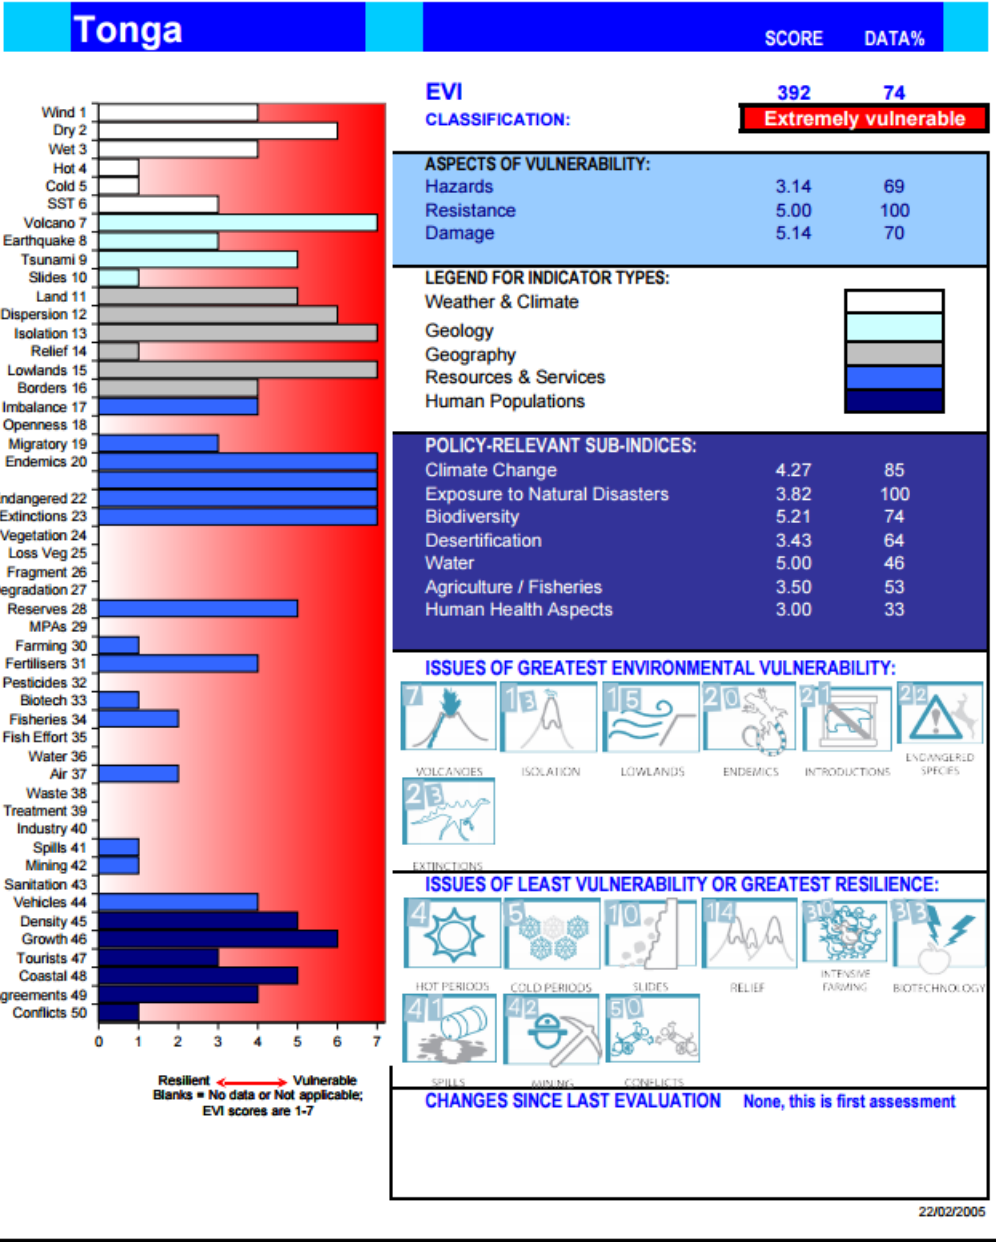 Tonga
SCORE DATA%
EVI 392 74
CLASSIFICATION: Extremely vulnerable
Wind 1
Dry 2
Wet 3
Hot 4
Cold 5
SST 6
Volcano 7
Earthquake 8
Tsunami 9
Slides 10
Land 11
Dispersion 12
Isolation 13
Relief 14
Lowlands 15
Borders 16
Imbalance 17
Openness 18
Migratory 19
Endemics 20
ndangered 22
Extinctions 23
Vegetation 24
Loss Veg 25
Fragment 26
egradation 27
Reserves 28
MPAs 29
Farming 30
Fertilisers 31
Pesticides 32
Biotech 33
Fisheries 34
Fish Effort 35
Water 36
Air 37
Waste 38
Treatment 39
Industry 40
Spills 41
Mining 42
Sanitation 43
Vehicles 44
Density 45
Growth 46
Tourists 47
Coastal 48
greements 49
Conflicts 50
0 1 2 3 4 5 6 7
Resilient Vulnerable
Blanks = No data or Not applicable;
EVI scores are 1-7
ASPECTS OF VULNERABILITY:
Hazards 3.14 69
Resistance 5.00 100
Damage 5.14 70
LEGEND FOR INDICATOR TYPES:
Weather & Climate
Geology
Geography
Resources & Services
Human Populations
POLICY-RELEVANT SUB-INDICES:
Climate Change 4.27 85
Exposure to Natural Disasters 3.82 100
Biodiversity 5.21 74
Desertification 3.43 64
Water 5.00 46
Agriculture / Fisheries 3.50 53
Human Health Aspects 3.00 33
ISSUES OF GREATEST ENVIRONMENTAL VULNERABILITY:
7 13 15 20 21 22
VOLCANOES ISOLATION LOWLANDS ENDEMICS INTRODUCTIONS ENDANGERED SPECIES
23
EXTINCTIONS
ISSUES OF LEAST VULNERABILITY OR GREATEST RESILIENCE:
4 5 10 14 30 33
HOT PERIODS COLD PERIODS SLIDES RELIEF INTENSIVE FARMING BIOTECHNOLOGY
41 42 50
SPILLS MINING CONFLICTS
CHANGES SINCE LAST EVALUATION None, this is first assessment
22/02/2005